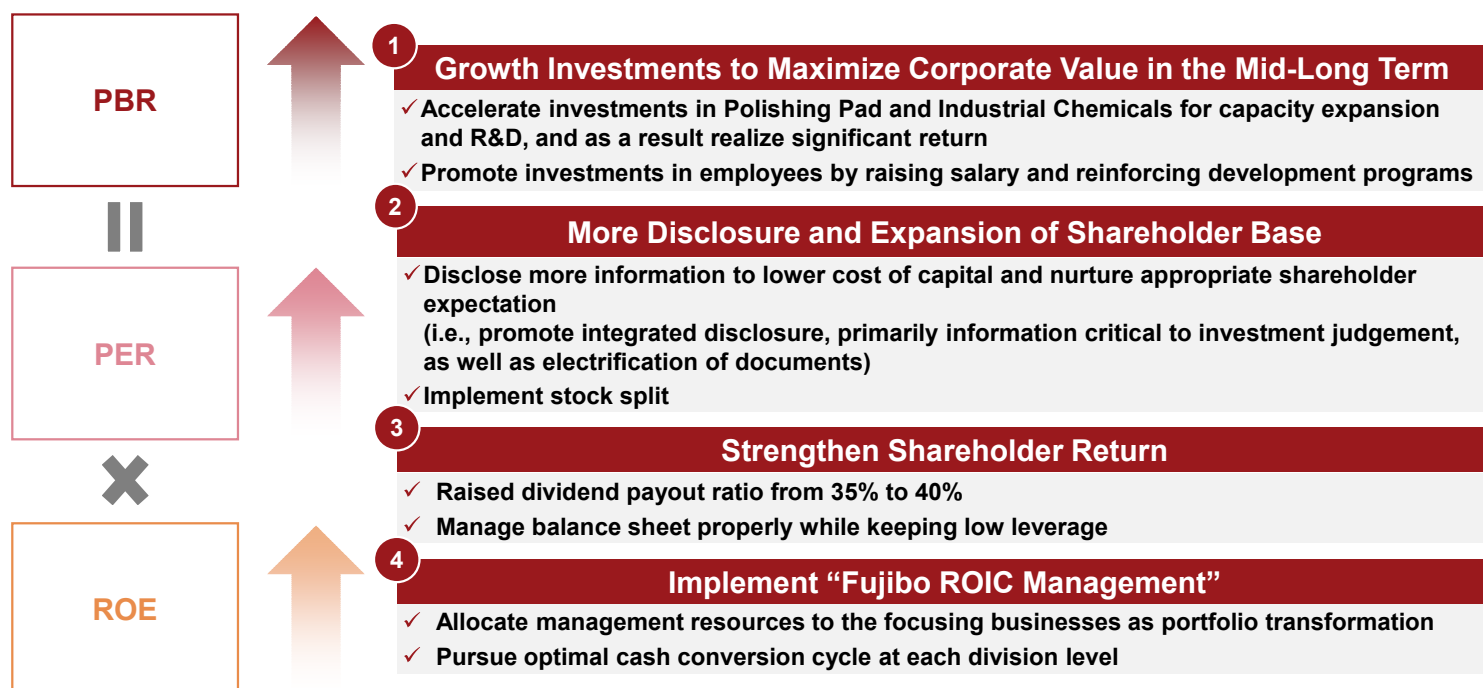 PBR
PER
ROE
1
Growth Investments to Maximize Corporate Value in the Mid-Long Term
✓Accelerate investments in Polishing Pad and Industrial Chemicals for capacity expansion
and R&D, and as a result realize significant return
✓Promote investments in employees by raising salary and reinforcing development programs
2
More Disclosure and Expansion of Shareholder Base
✓Disclose more information to lower cost of capital and nurture appropriate shareholder
expectation
(i.e., promote integrated disclosure, primarily information critical to investment judgement,
as well as electrification of documents)
✓Implement stock split
3
Strengthen Shareholder Return
✓ Raised dividend payout ratio from 35% to 40%
✓ Manage balance sheet properly while keeping low leverage
4
Implement “Fujibo ROIC Management”
✓ Allocate management resources to the focusing businesses as portfolio transformation
✓ Pursue optimal cash conversion cycle at each division level